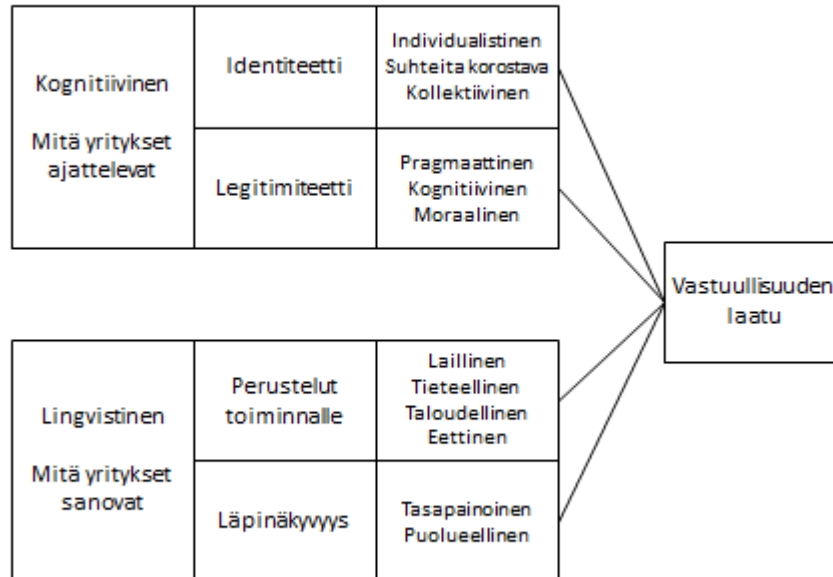 Kognitiivinen
Mitä yritykset
ajattelevat
Identiteetti
Individualistinen
Suhteita korostava
Kollektiivinen
Legitimiteetti
Pragmaattinen
Kognitiivinen
Moraalinen
Vastuullisuuden
laatu
Lingvistinen
Mitä yritykset
sanovat
Perustelut
toiminnalle
Laillinen
Tieteellinen
Taloudellinen
Eettinen
Läpinäkyvyys
Tasapainoinen
Puolueellinen